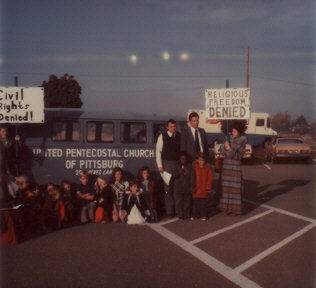 Civil
Rights
Denied!
RELIGIOUS
FREEDOM
DENIED
UNITED PENTECOSTAL CHURCH
OF PITTSBURG